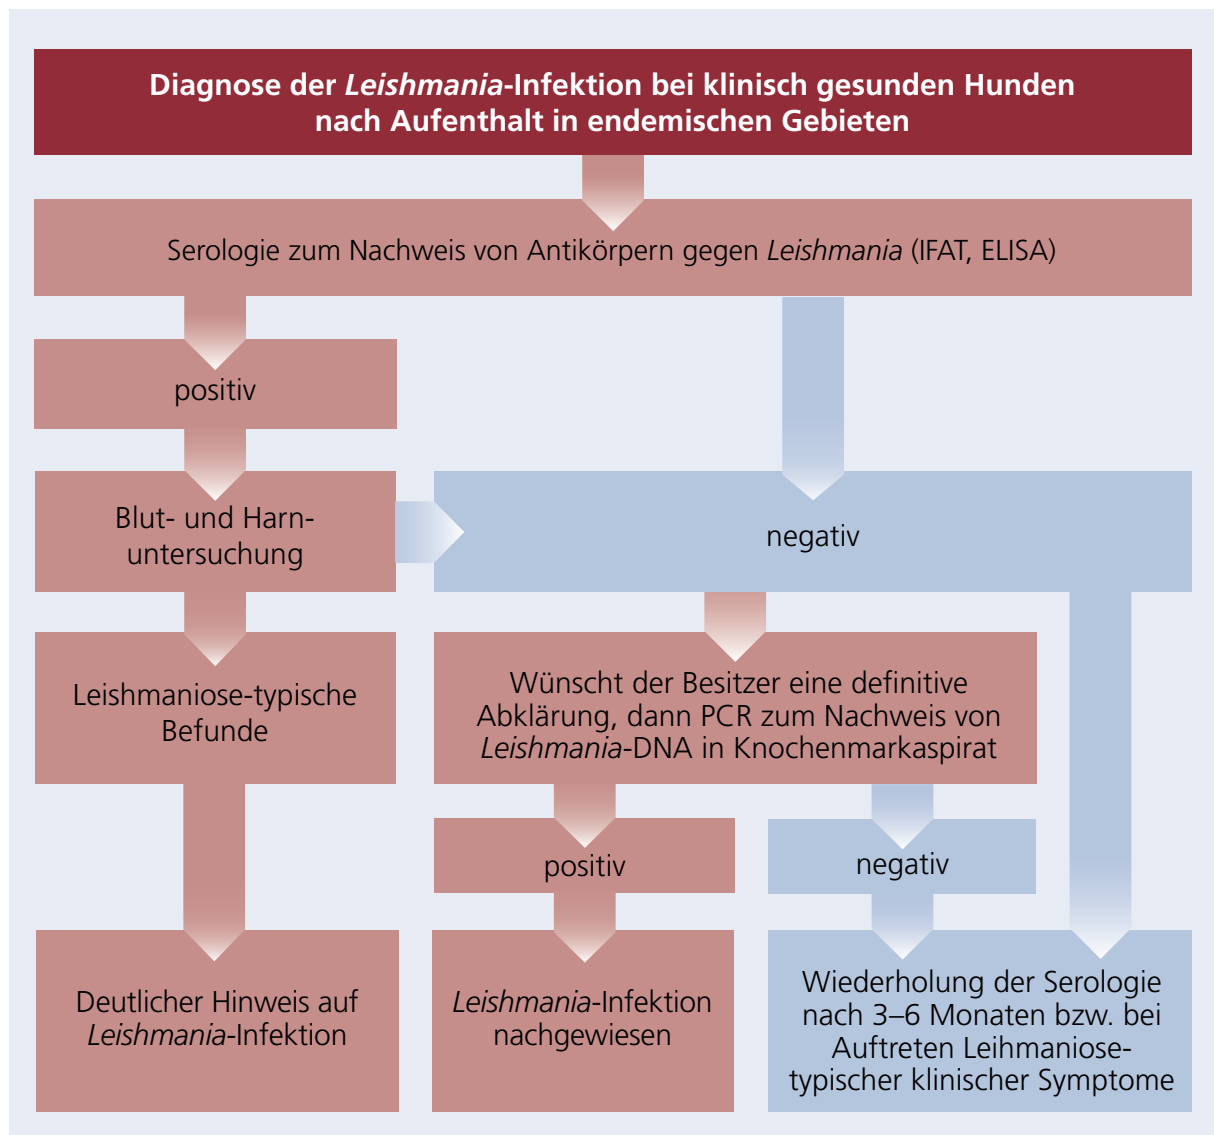 Diagnose der Leishmania-Infektion bei klinisch gesunden Hunden
nach Aufenthalt in endemischen Gebieten
Serologie zum Nachweis von Antikörpern gegen Leishmania (IFAT, ELISA)
positiv
Blut- und Harn-
untersuchung
negativ
Leishmaniose-typische
Befunde
Wünscht der Besitzer eine definitive
Abklärung, dann PCR zum Nachweis von
Leishmania-DNA in Knochenmarkaspirat
positiv
negativ
Deutlicher Hinweis auf
Leishmania-Infektion
Leishmania-Infektion
nachgewiesen
Wiederholung der Serologie
nach 3–6 Monaten bzw. bei
Auftreten Leihmaniose-
typischer klinischer Symptome